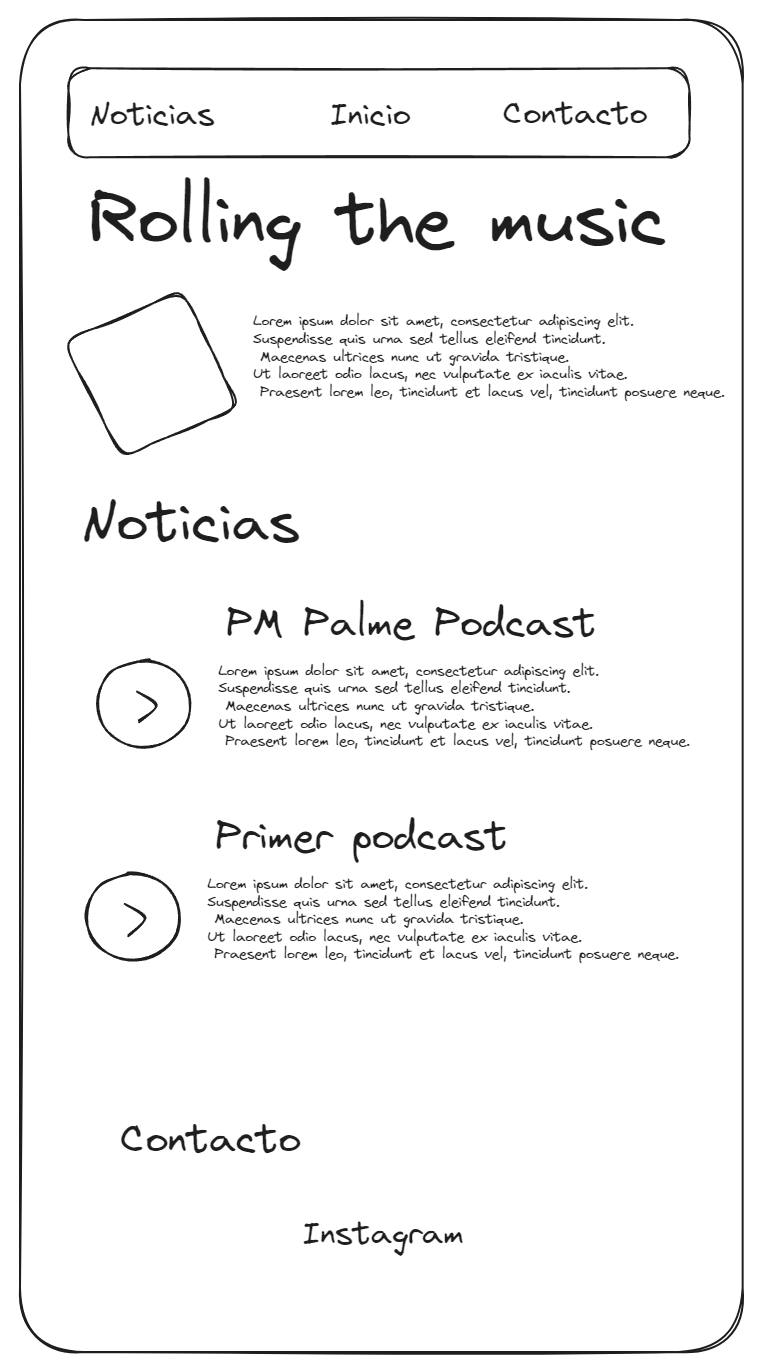 Noticias Inicio Contacto
Rolling the music
Lorem ipsum dolor sit amet, consectetur adipiscing elit.
Suspendisse quis urna sed tellus eleifend tincidunt.
Maecenas ultrices nunc ut gravida tristique.
Ut laoreet odio lacus, nec vulputate ex iaculis vitae.
Praesent lorem leo, tincidunt et lacus vel, tincidunt posuere neque.
Noticias
PM Palme Podcast
Lorem ipsum dolor sit amet, consectetur adipiscing elit.
Suspendisse quis urna sed tellus eleifend tincidunt.
Maecenas ultrices nunc ut gravida tristique.
Ut laoreet odio lacus, nec vulputate ex iaculis vitae.
Praesent lorem leo, tincidunt et lacus vel, tincidunt posuere neque.
Primer podcast
Lorem ipsum dolor sit amet, consectetur adipiscing elit.
Suspendisse quis urna sed tellus eleifend tincidunt.
Maecenas ultrices nunc ut gravida tristique.
Ut laoreet odio lacus, nec vulputate ex iaculis vitae.
Praesent lorem leo, tincidunt et lacus vel, tincidunt posuere neque.
Contacto
Instagram